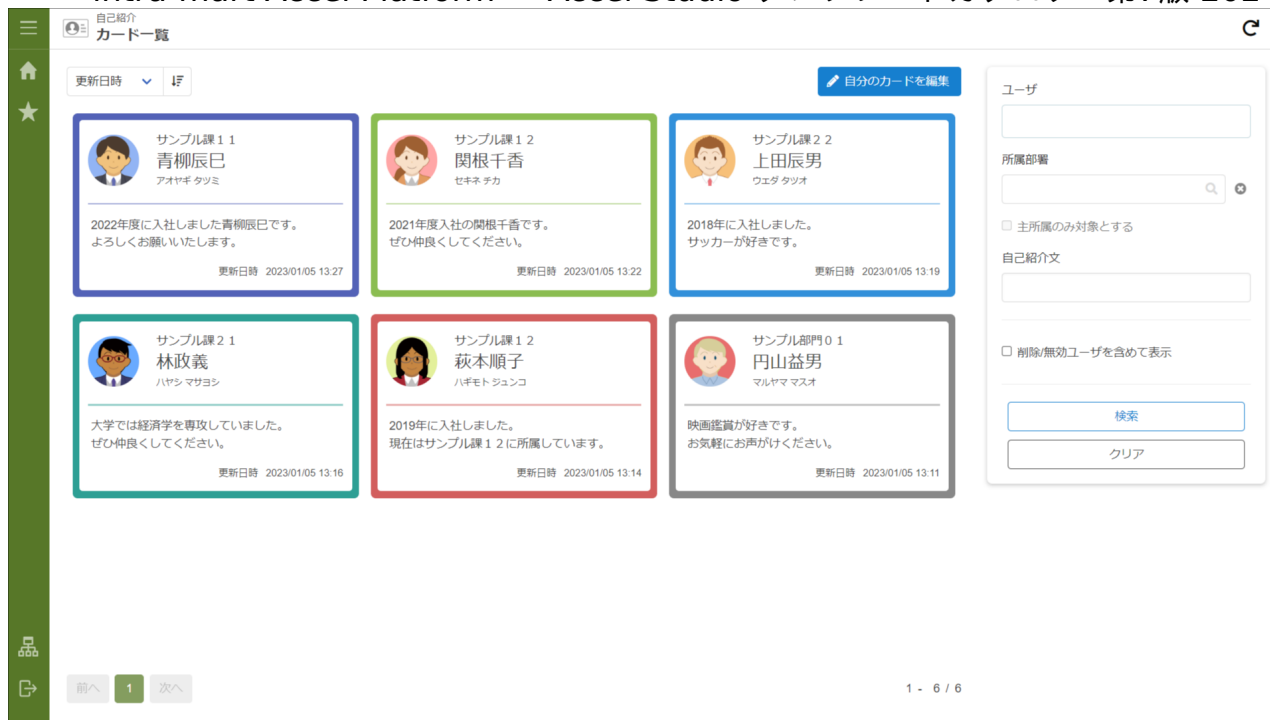 自己紹介
カード一覧
更新日時
自分のカードを編集
サンプル課11
青柳辰巳
アオヤギ タツミ
2022年度に入社しました青柳辰巳です。
よろしくお願いいたします。
更新日時 2023/01/05 13:27
サンプル課12
関根千香
セキネ チカ
2021年度入社の関根千香です。
ぜひ仲良くしてください。
更新日時 2023/01/05 13:22
サンプル課22
上田辰男
ウエダ タツオ
2018年に入社しました。
サッカーが好きです。
更新日時 2023/01/05 13:19
サンプル課21
林政義
ハヤシ マサヨシ
大学では経済学を専攻していました。
ぜひ仲良くしてください。
更新日時 2023/01/05 13:16
サンプル課12
萩本順子
ハギモト ジュンコ
2019年に入社しました。
現在はサンプル課12に所属しています。
更新日時 2023/01/05 13:14
サンプル部門01
円山益男
マルヤマ マスオ
映画鑑賞が好きです。
お気軽にお声がけください。
更新日時 2023/01/05 13:11
ユーザ
所属部署
主所属のみ対象とする
自己紹介文
削除/無効ユーザを含めて表示
検索
クリア
前へ 1 次へ
1 - 6 / 6